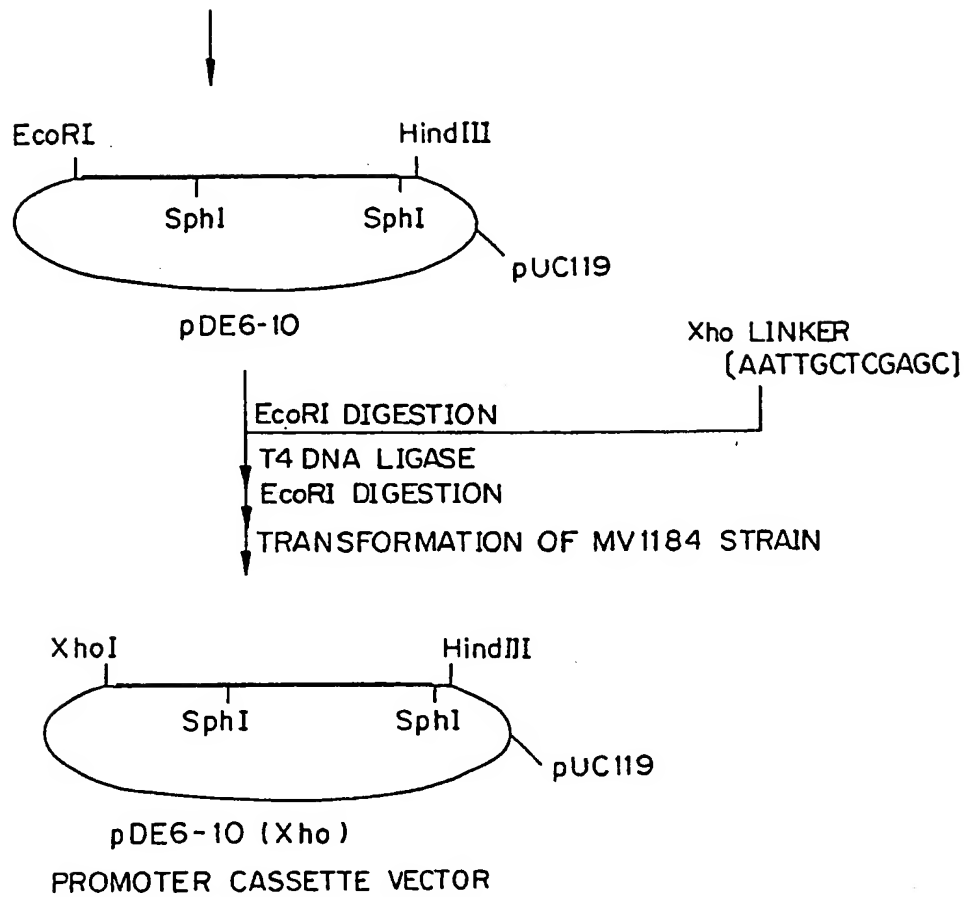 EcoRI HindIII
SphI SphI
pUC119
pDE6-10
Xho LINKER
[AATTGCTCGAGC]
EcoRI DIGESTION
T4 DNA LIGASE
EcoRI DIGESTION
TRANSFORMATION OF MV1184 STRAIN
XhoI HindIII
SphI SphI
pUC119
pDE6-10 (Xho)
PROMOTER CASSETTE VECTOR